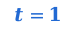 t = 1